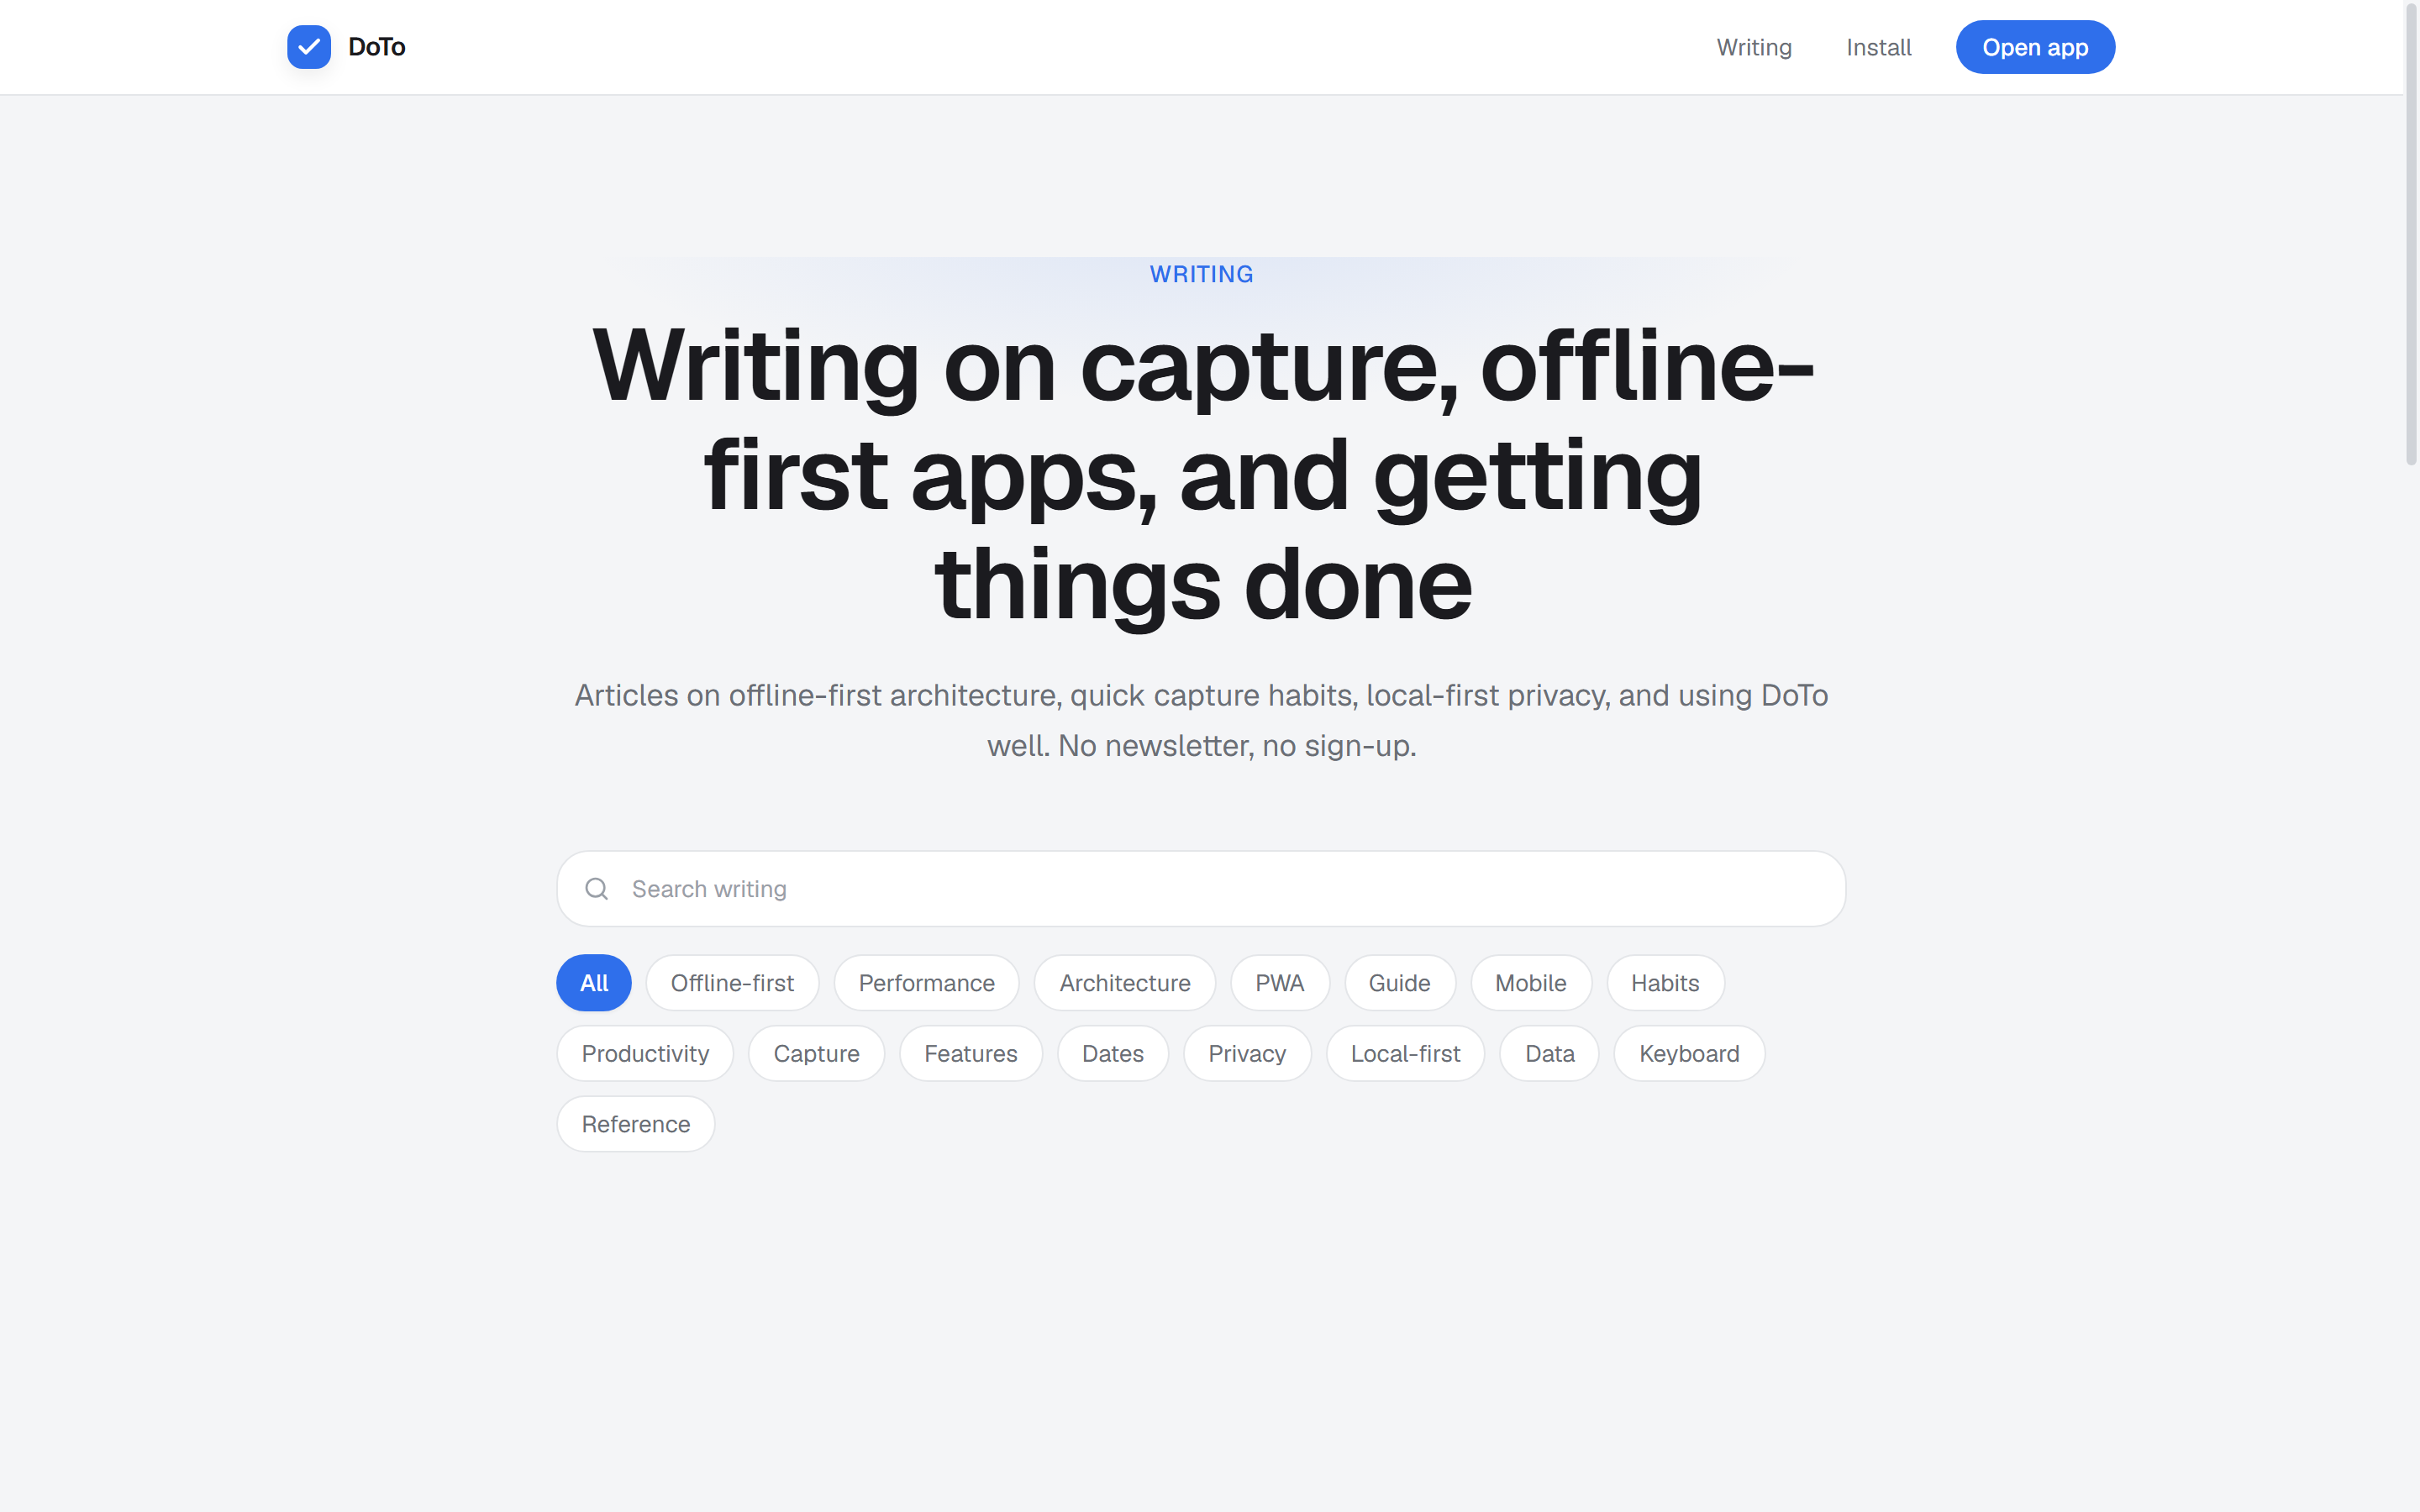 DoTo
Writing
Install
Open app
WRITING
Writing on capture, offline-
first apps, and getting
things done
Articles on offline-first architecture, quick capture habits, local-first privacy, and using DoTo
well. No newsletter, no sign-up.
Search writing
All
Offline-first
Performance
Architecture
PWA
Guide
Mobile
Habits
Productivity
Capture
Features
Dates
Privacy
Local-first
Data
Keyboard
Reference